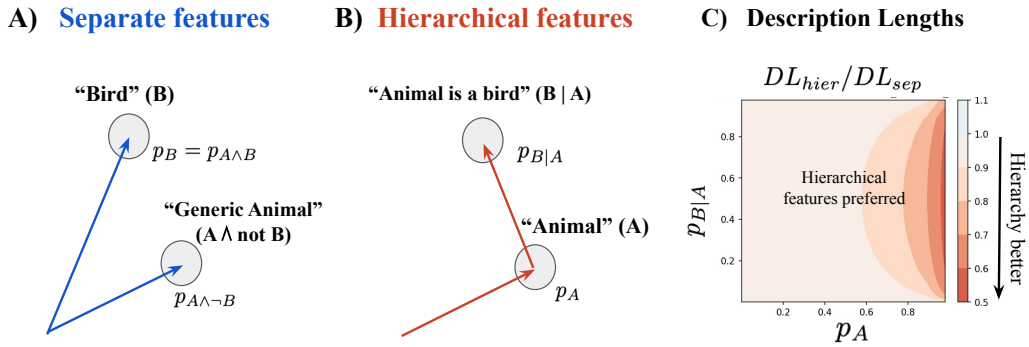 A) Separate features
“Bird” (B)
p_B = p_{A∧B}
“Generic Animal”
(A ∧ not B)
p_{A∧¬B}
B) Hierarchical features
“Animal is a bird” (B | A)
p_{B|A}
“Animal” (A)
p_A
C) Description Lengths
DL_{hier}/DL_{sep}
p_{B|A}
0.8
0.6
0.4
0.2
Hierarchical
features preferred
0.2 0.4 0.6 0.8
p_A
1.1
1.0
0.9
0.8
0.7
0.6
0.5
Hierarchy better